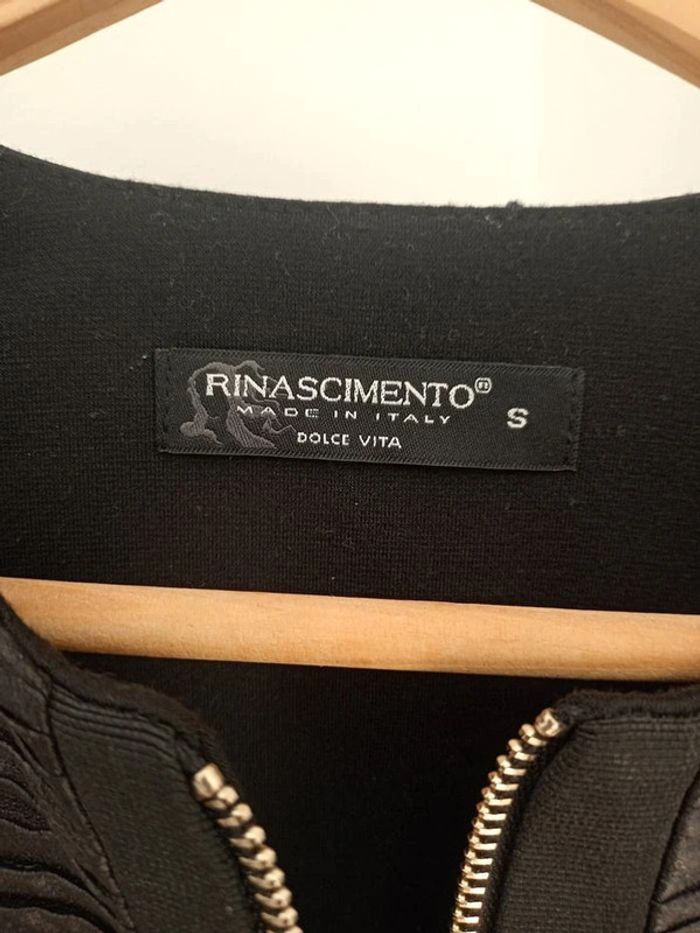 RINASCIMENTO®
MADE IN ITALY
S
DOLCE VITA